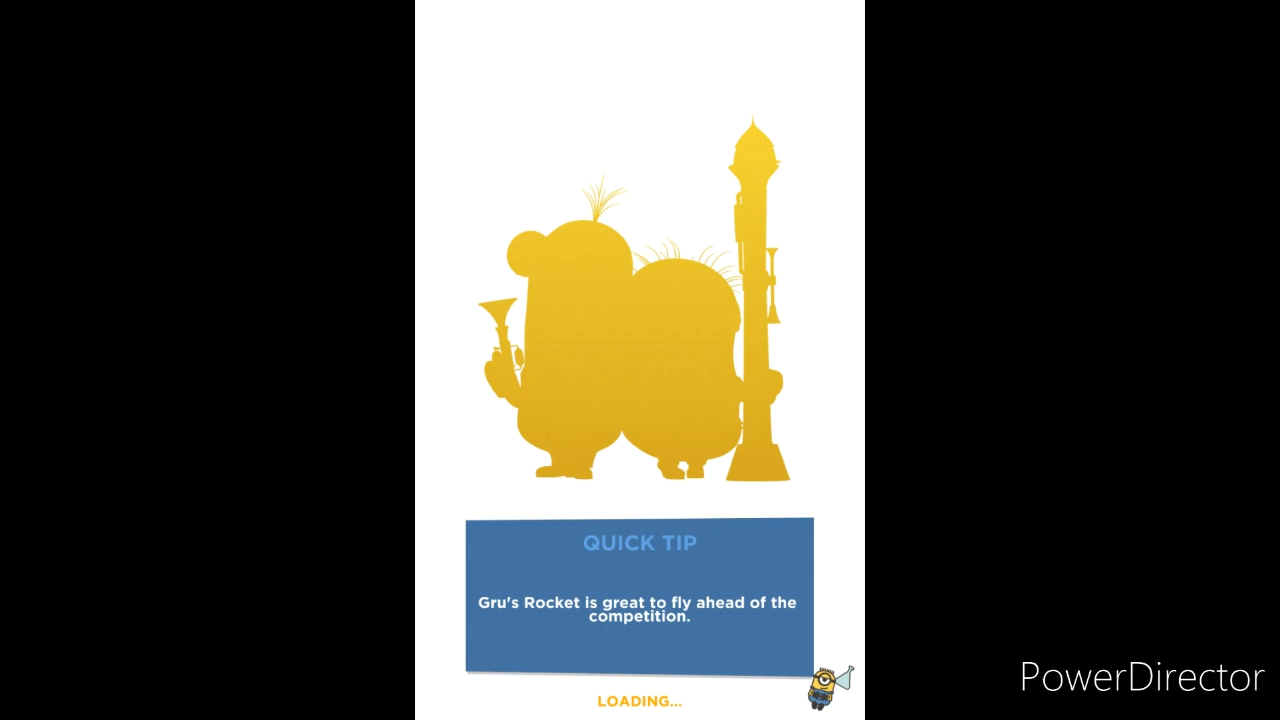 QUICK TIP
Gru's Rocket is great to fly ahead of the
competition.
LOADING...
PowerDirector